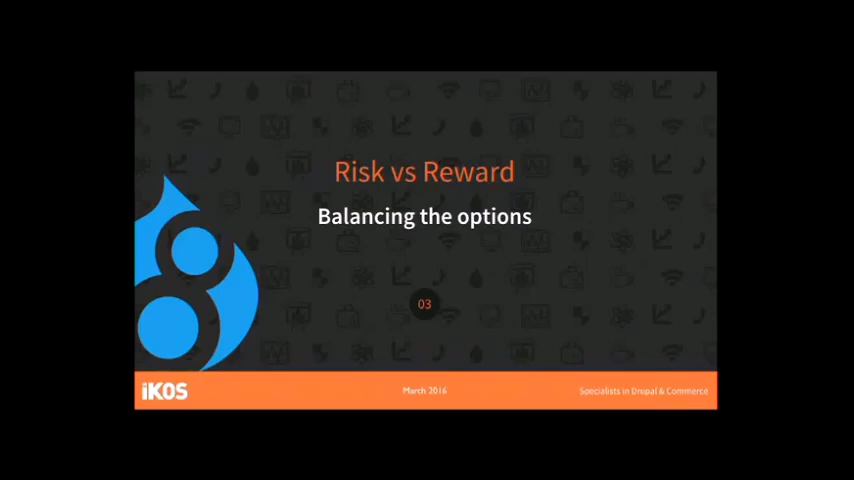 Risk vs Reward
Balancing the options
03
iKOS
March 2016
Specialists in Drupal & Commerce